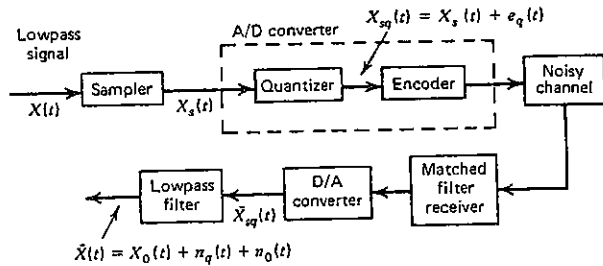 Lowpass
signal
X(t)
Sampler
X_s(t)
A/D converter
Quantizer
X_sq(t) = X_s(t) + e_q(t)
Encoder
Noisy
channel
Matched
filter
receiver
D/A
converter
X̄_sq(t)
Lowpass
filter
X̂(t) = X_0(t) + n_q(t) + n_0(t)